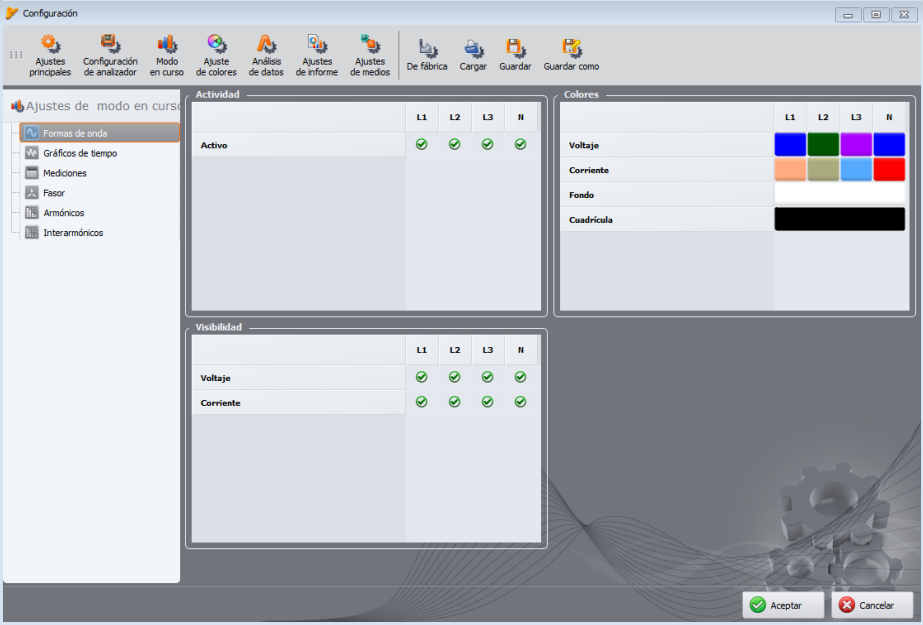 Configuración
Ajustes principales
Configuración de analizador
Modo en curso
Ajuste de colores
Análisis de datos
Ajustes de informe
Ajustes de medios
De fábrica
Cargar
Guardar
Guardar como
Ajustes de modo en curso
Formas de onda
Gráficos de tiempo
Mediciones
Fasor
Armónicos
Interarmónicos
Actividad
L1 L2 L3 N
Activo
Colores
L1 L2 L3 N
Voltaje
Corriente
Fondo
Cuadrícula
Visibilidad
L1 L2 L3 N
Voltaje
Corriente
Aceptar
Cancelar